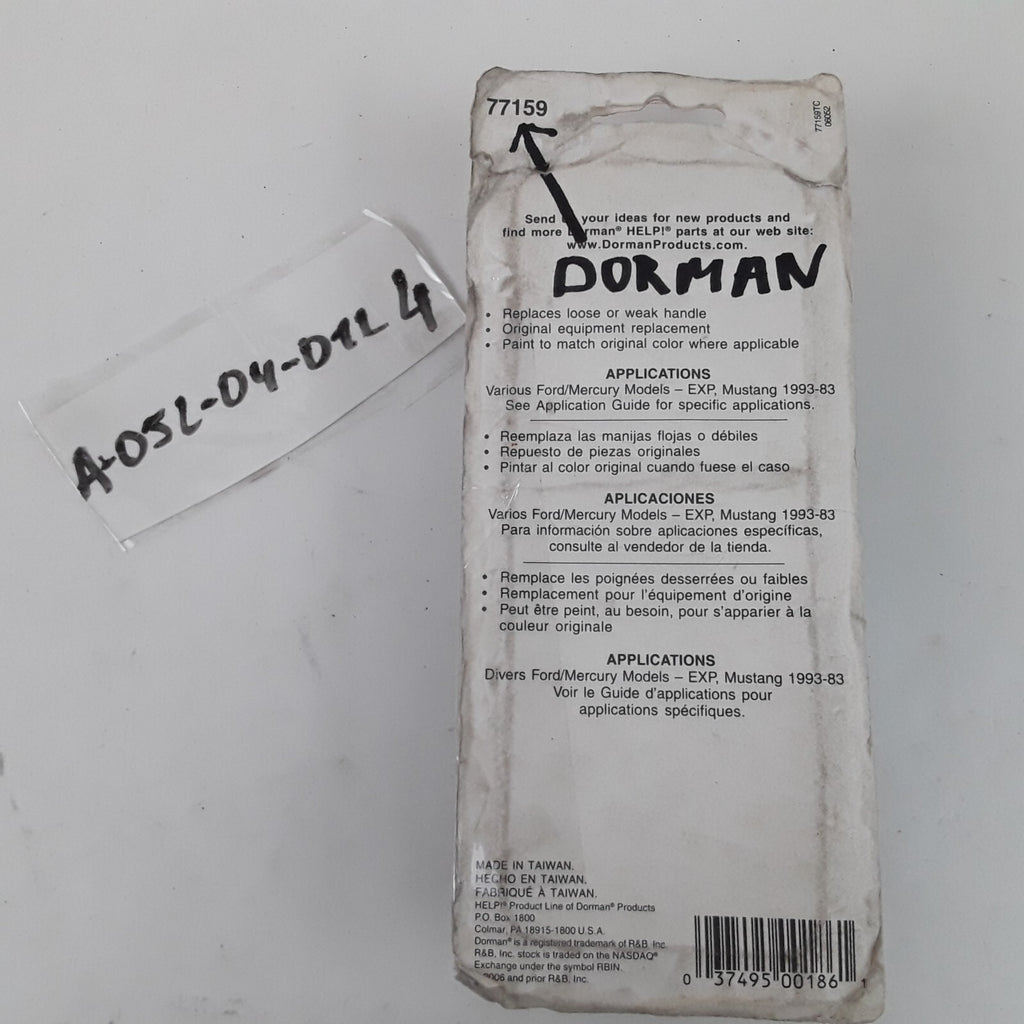 77159
77159TC
06052
Send your ideas for new products and
find more Dorman® HELP!® parts at our web site:
www.DormanProducts.com.
DORMAN
• Replaces loose or weak handle
• Original equipment replacement
• Paint to match original color where applicable
APPLICATIONS
Various Ford/Mercury Models – EXP, Mustang 1993-83
See Application Guide for specific applications.
• Reemplaza las manijas flojas o débiles
• Repuesto de piezas originales
• Pintar al color original cuando fuese el caso
APLICACIONES
Varios Ford/Mercury Models – EXP, Mustang 1993-83
Para información sobre aplicaciones específicas,
consulte al vendedor de la tienda.
• Remplace les poignées desserrées ou faibles
• Remplacement pour l'équipement d'origine
• Peut être peint, au besoin, pour s'apparier à la
couleur originale
APPLICATIONS
Divers Ford/Mercury Models – EXP, Mustang 1993-83
Voir le Guide d'applications pour
applications spécifiques.
MADE IN TAIWAN.
HECHO EN TAIWAN.
FABRIQUÉ À TAIWAN.
HELP!® Product Line of Dorman® Products
P.O. Box 1800
Colmar, PA 18915-1800 U.S.A.
Dorman® is a registered trademark of R&B, Inc.
R&B, Inc. stock is traded on the NASDAQ®
Exchange under the symbol RBIN.
2006 and prior R&B, Inc.
0 37495 00186 1
A-05L-04-D12 4